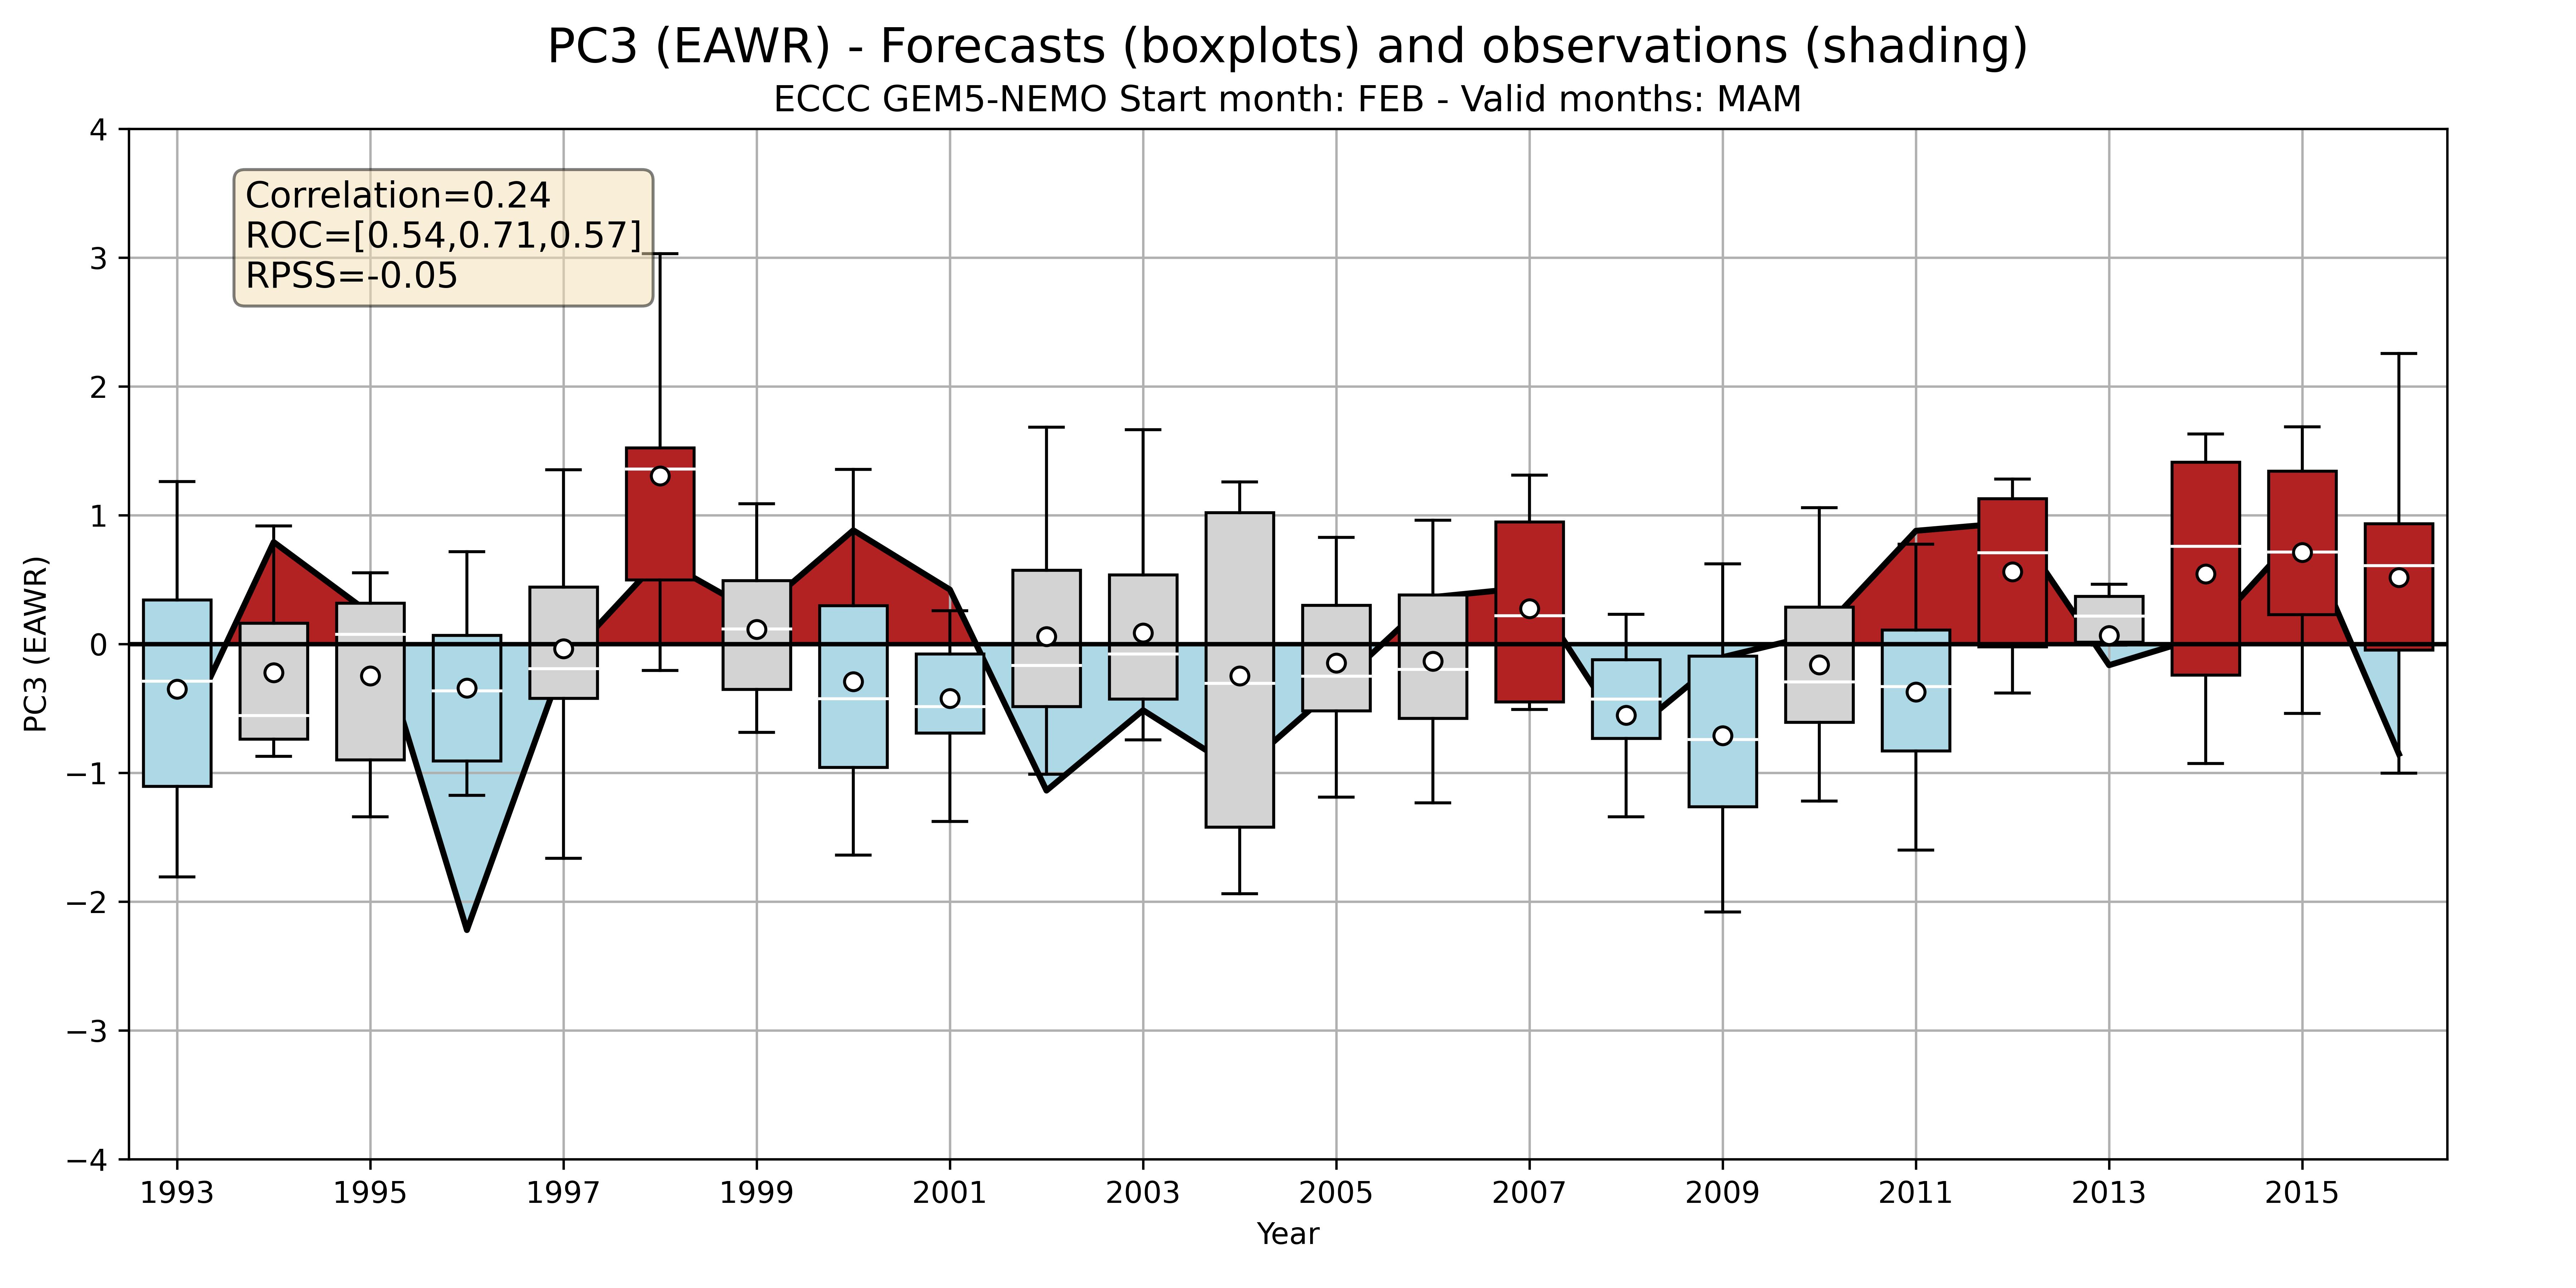 PC3 (EAWR) - Forecasts (boxplots) and observations (shading)
ECCC GEM5-NEMO Start month: FEB - Valid months: MAM
Correlation=0.24
ROC=[0.54,0.71,0.57]
RPSS=-0.05
PC3 (EAWR)
4
3
2
1
0
−1
−2
−3
−4
1993 1995 1997 1999 2001 2003 2005 2007 2009 2011 2013 2015
Year